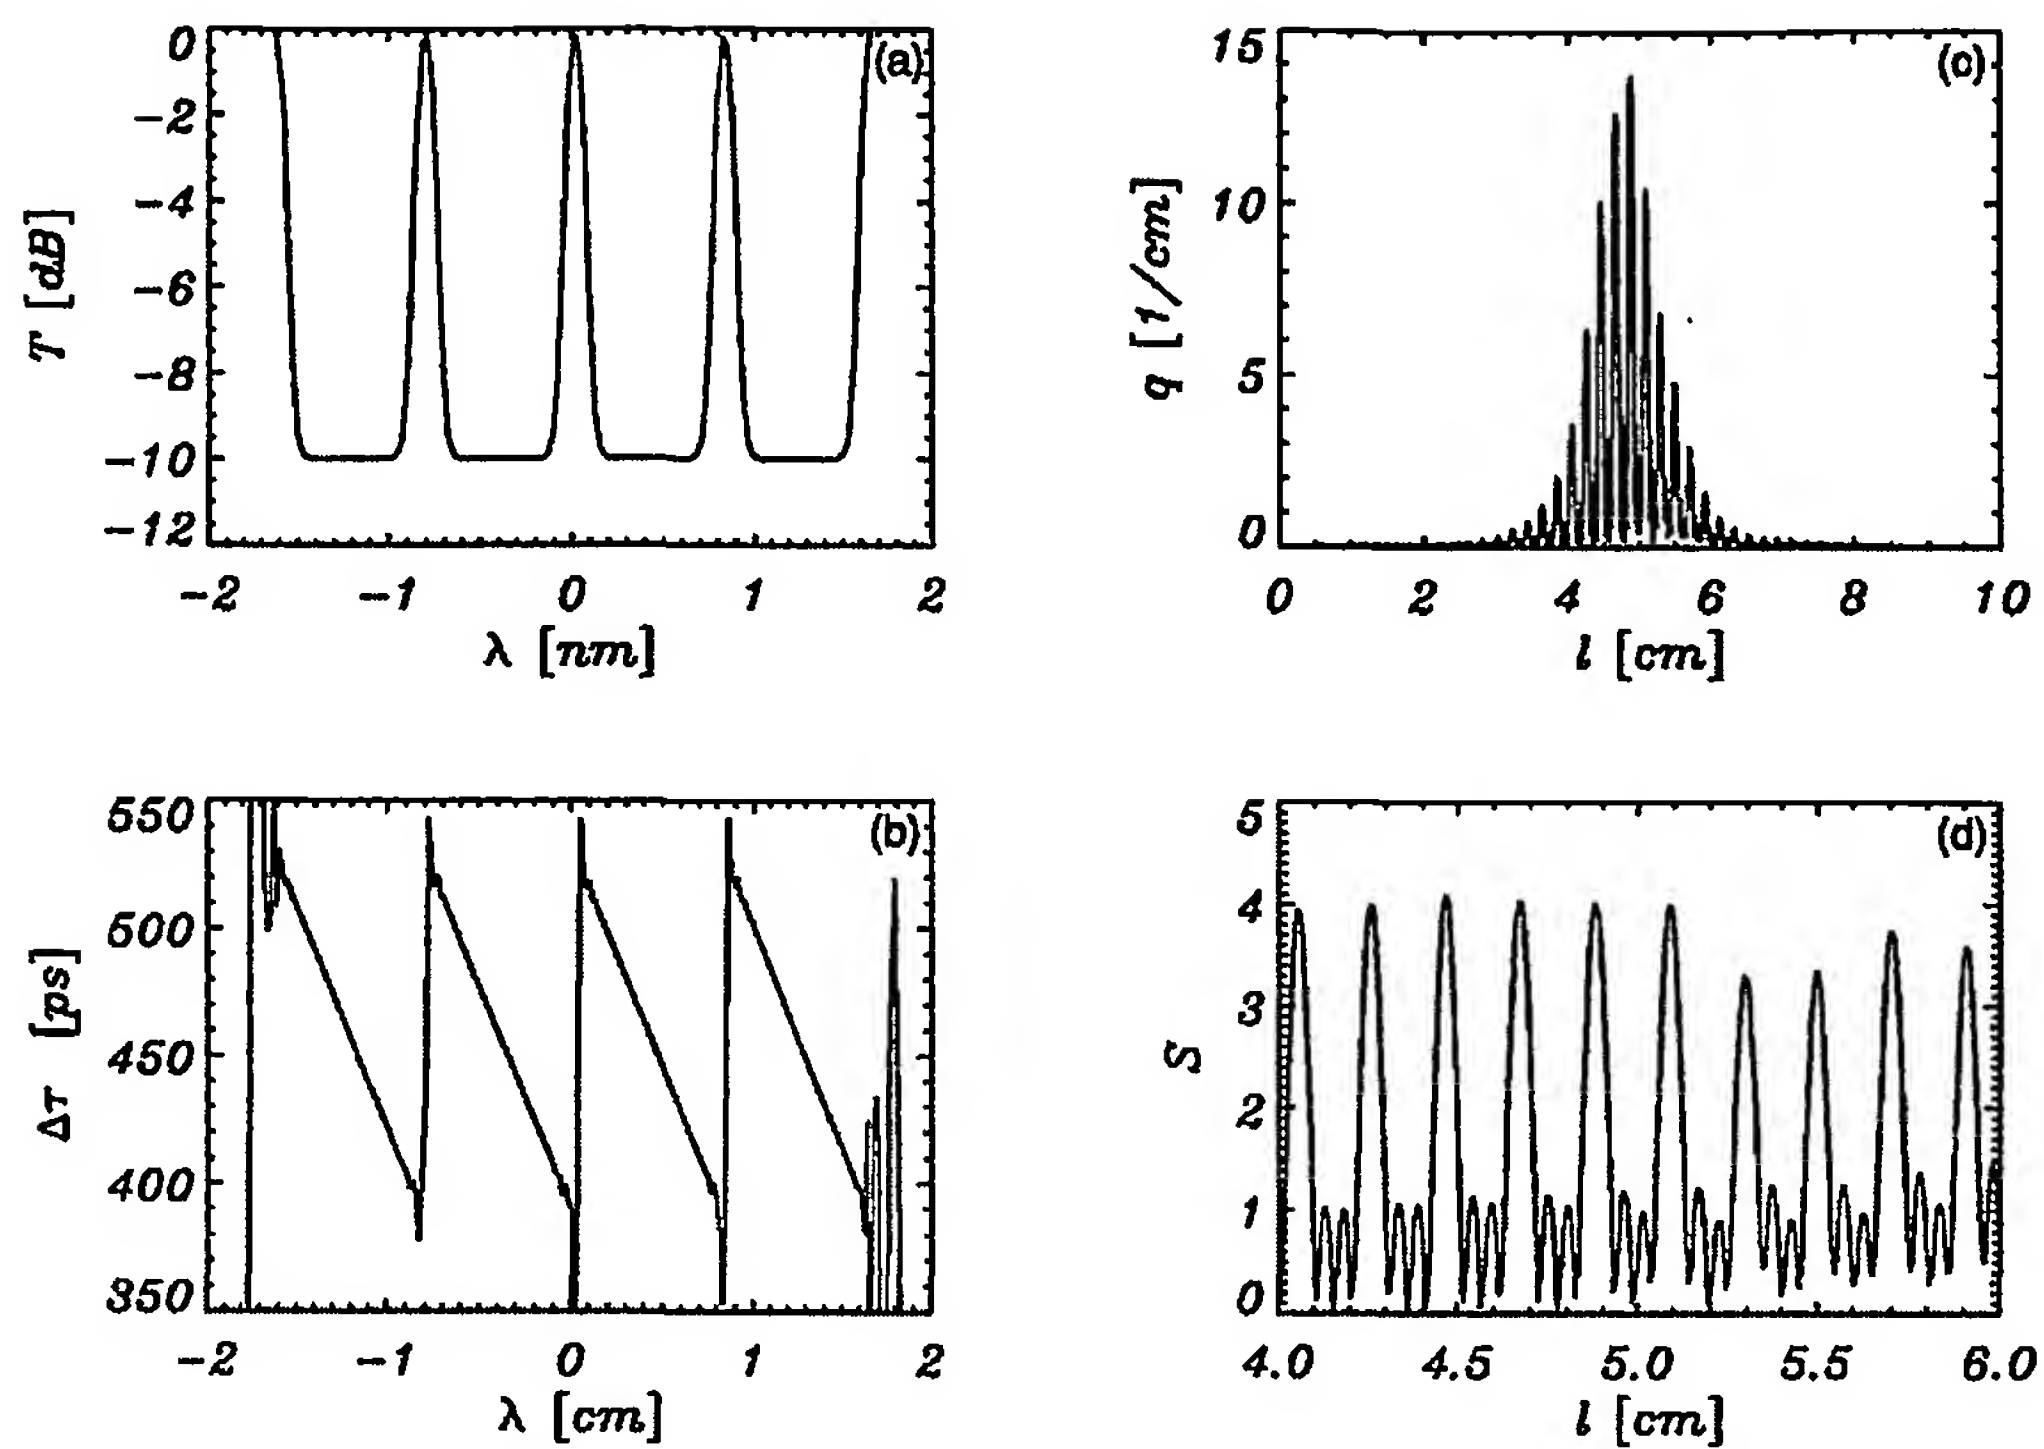 (a)
T [dB]
0
-2
-4
-6
-8
-10
-12
-2 -1 0 1 2
λ [nm]
(c)
q [1/cm]
15
10
5
0
0 2 4 6 8 10
l [cm]
(b)
Δτ [ps]
550
500
450
400
350
-2 -1 0 1 2
λ [cm]
(d)
S
5
4
3
2
1
0
4.0 4.5 5.0 5.5 6.0
l [cm]